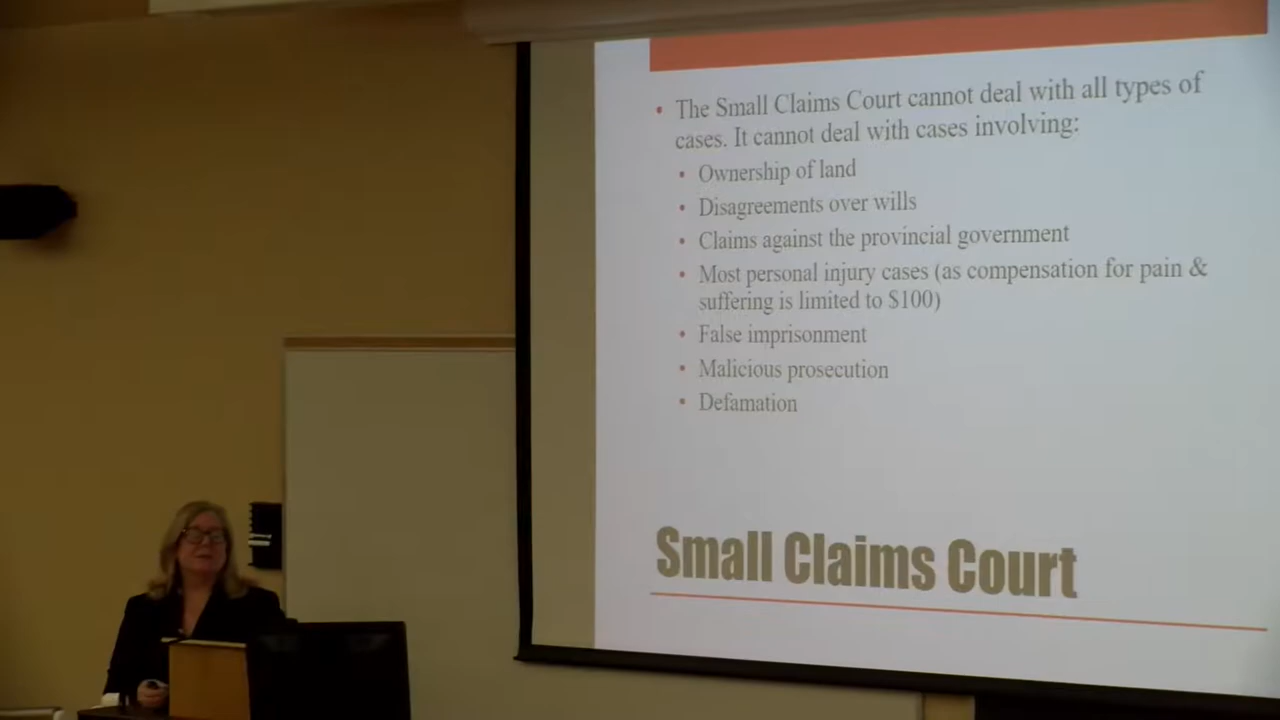 • The Small Claims Court cannot deal with all types of
cases. It cannot deal with cases involving:
• Ownership of land
• Disagreements over wills
• Claims against the provincial government
• Most personal injury cases (as compensation for pain &
suffering is limited to $100)
• False imprisonment
• Malicious prosecution
• Defamation
Small Claims Court